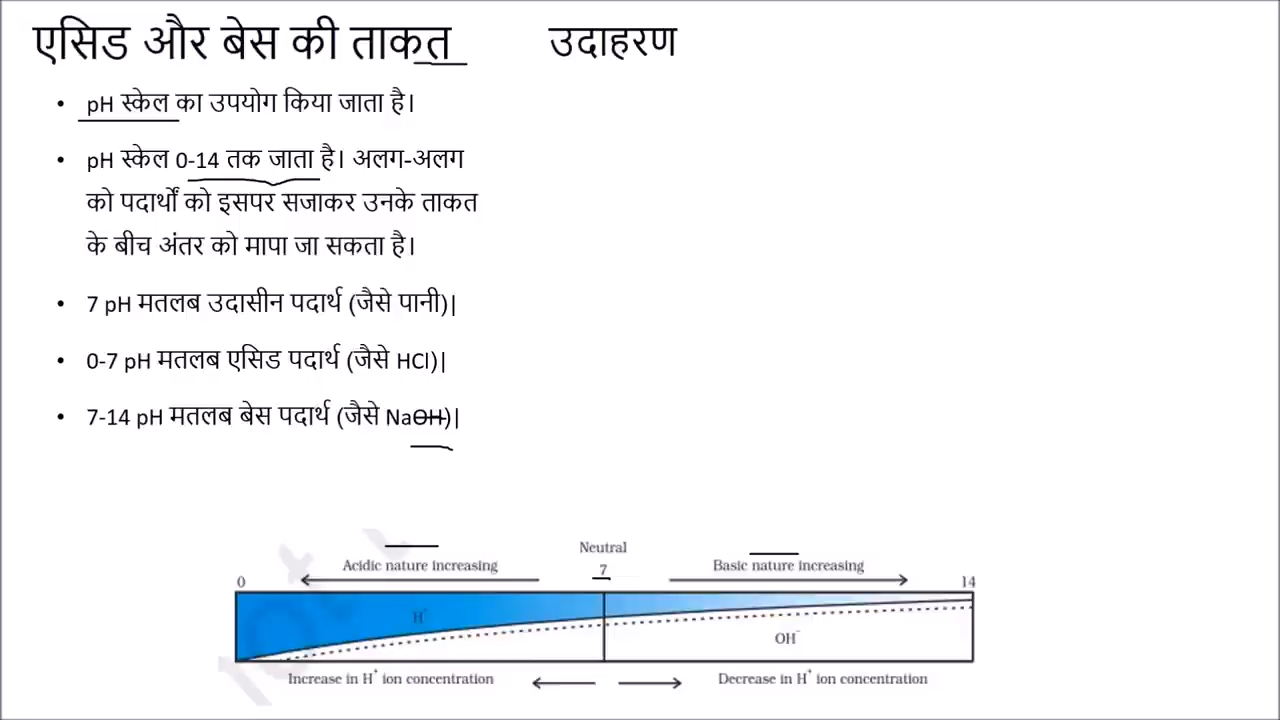 एसिड और बेस की ताकत
उदाहरण
• pH स्केल का उपयोग किया जाता है।
• pH स्केल 0-14 तक जाता है। अलग-अलग
को पदार्थों को इसपर सजाकर उनके ताकत
के बीच अंतर को मापा जा सकता है।
• 7 pH मतलब उदासीन पदार्थ (जैसे पानी)|
• 0-7 pH मतलब एसिड पदार्थ (जैसे HCl)|
• 7-14 pH मतलब बेस पदार्थ (जैसे NaOH)|
Neutral
Acidic nature increasing
7
Basic nature increasing
0
14
H⁺
OH⁻
Increase in H⁺ ion concentration
Decrease in H⁺ ion concentration